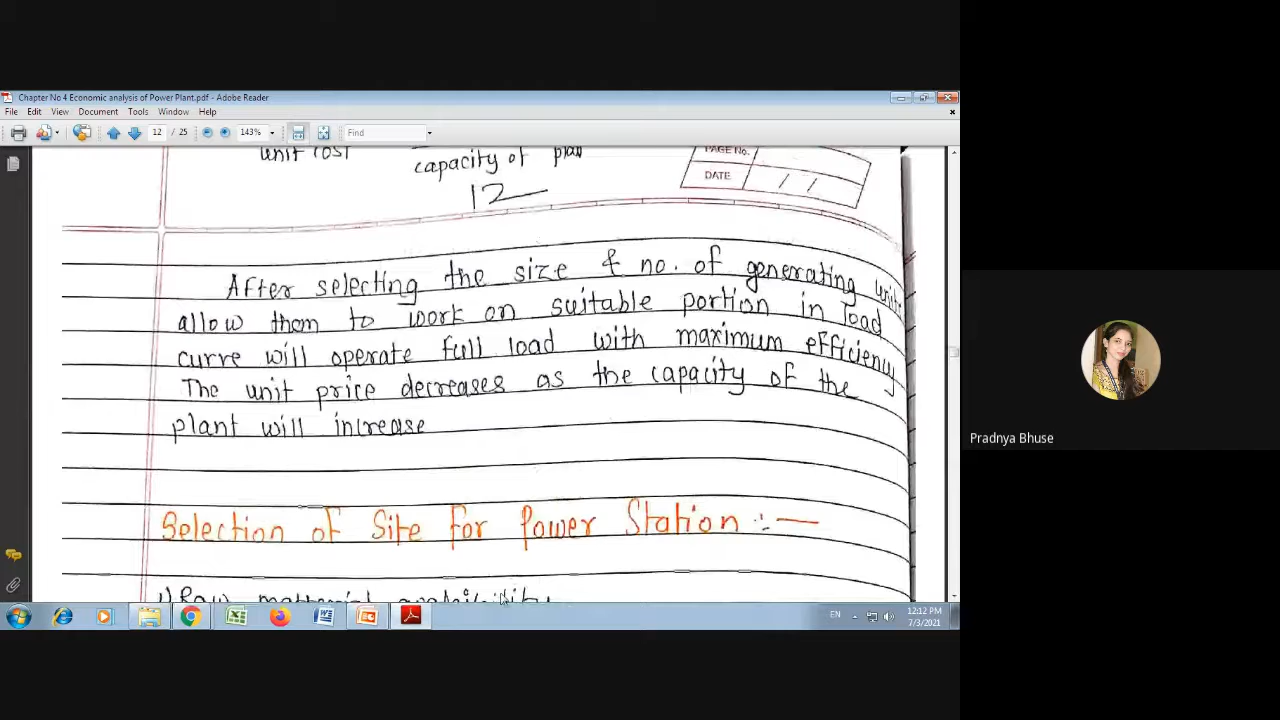 Chapter No 4 Economic analysis of Power Plant.pdf - Adobe Reader
File Edit View Document Tools Window Help
12 / 25 143% Find
unit cost
capacity of plan
12
PAGE No.
DATE / /
After selecting the size & no. of generating units
allow them to work on suitable portion in load
curve will operate full load with maximum efficiency
The unit price decreases as the capacity of the
plant will increase
Selection of Site for Power Station :-
1) Raw
Pradnya Bhuse
EN
12:12 PM
7/3/2021